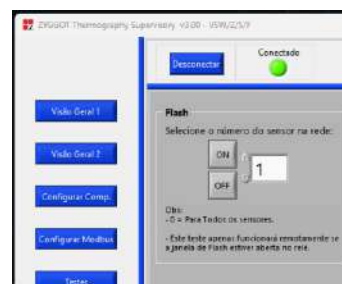 ZYGGOT Thermography Supervisory v3.00 - USW/2/5/9
Desconectar
Conectado
Visão Geral 1
Visão Geral 2
Configurar Comp.
Configurar Modbus
Testar
Flash
Selecione o número do sensor na rede:
ON
OFF
1
Obs:
- 0 = Para Todos os sensores.
- Este teste apenas funcionará remotamente se
a janela de Flash estiver aberta no relé.